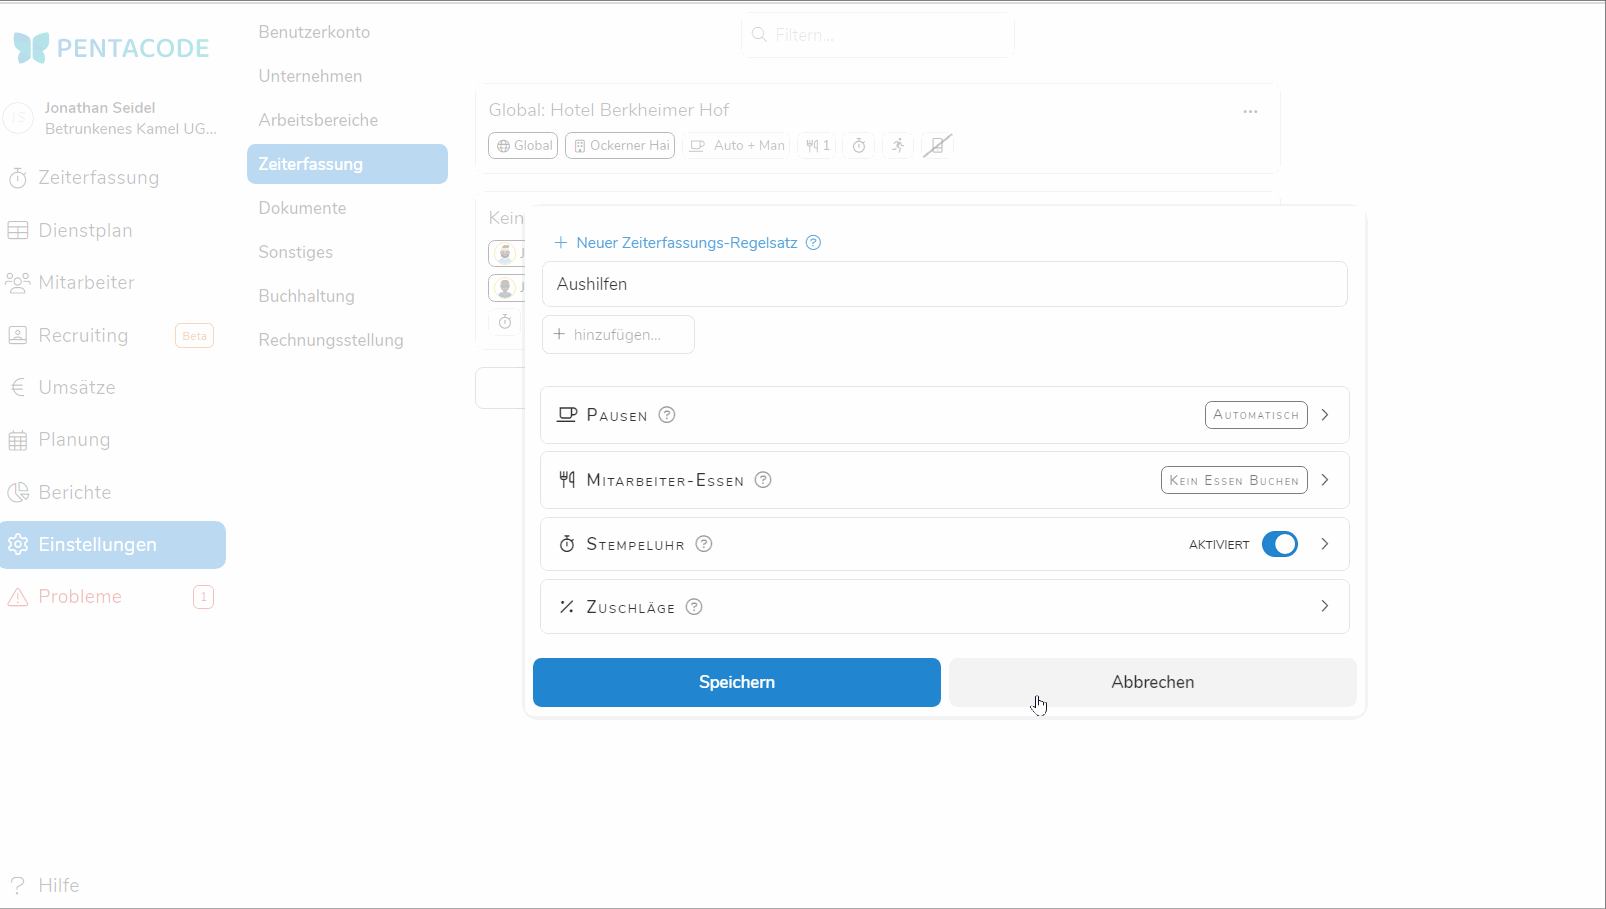 PENTACODE
JS
Jonathan Seidel
Betrunkenes Kamel UG...
Zeiterfassung
Dienstplan
Mitarbeiter
Recruiting
Beta
Umsätze
Planung
Berichte
Einstellungen
Probleme
1
? Hilfe
Benutzerkonto
Unternehmen
Arbeitsbereiche
Zeiterfassung
Dokumente
Sonstiges
Buchhaltung
Rechnungsstellung
Filtern...
Global: Hotel Berkheimer Hof
...
Global Ockerner Hai Auto + Man 1
Kein
J
J
+ Neuer Zeiterfassungs-Regelsatz ?
Aushilfen
+ hinzufügen...
Pausen ? Automatisch
Mitarbeiter-Essen ? Kein Essen Buchen
Stempeluhr ? AKTIVIERT
Zuschläge ?
Speichern
Abbrechen